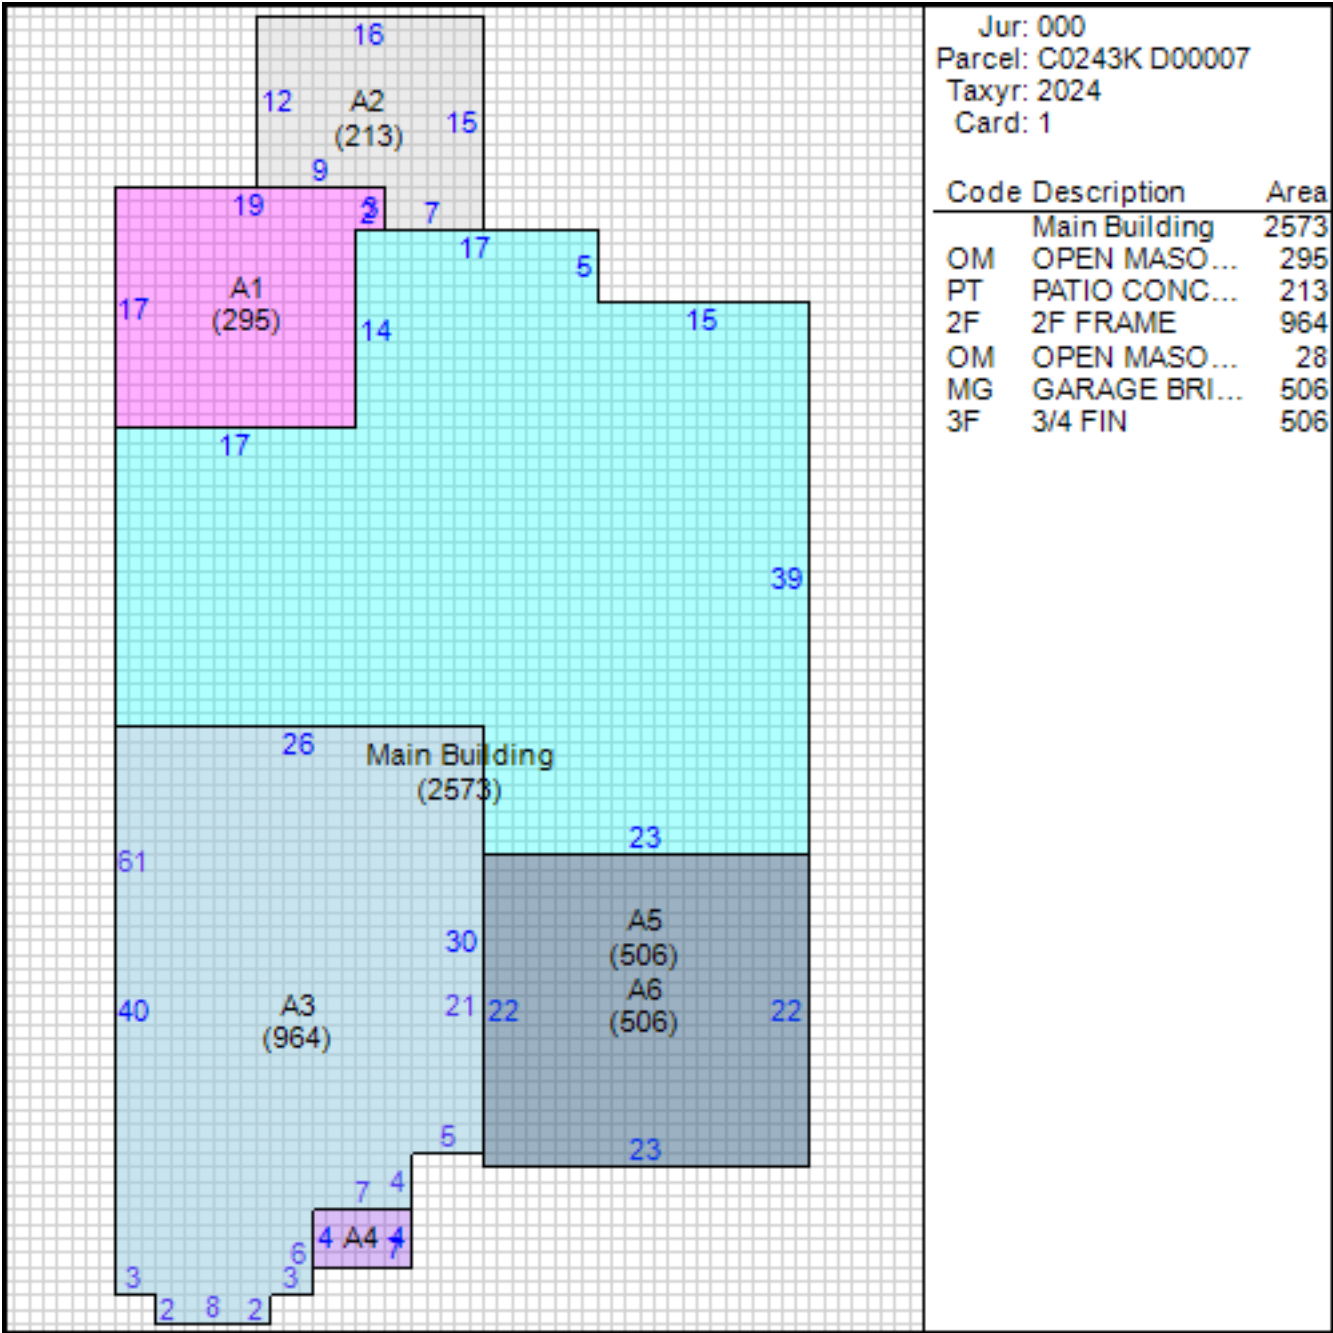 Jur: 000
Parcel: C0243K D00007
Taxyr: 2024
Card: 1
Code Description Area
Main Building 2573
OM OPEN MASO... 295
PT PATIO CONC... 213
2F 2F FRAME 964
OM OPEN MASO... 28
MG GARAGE BRI... 506
3F 3/4 FIN 506
16
12 A2 15
(213)
9
19 2 3 7
17 5
A1
17 (295) 14
15
17
39
26 Main Building
(2573)
23
61
A5
30 (506)
A6
40 A3 21 22 (506) 22
(964)
5 23
7 4
4 A4 4
7
6
3 3
2 8 2